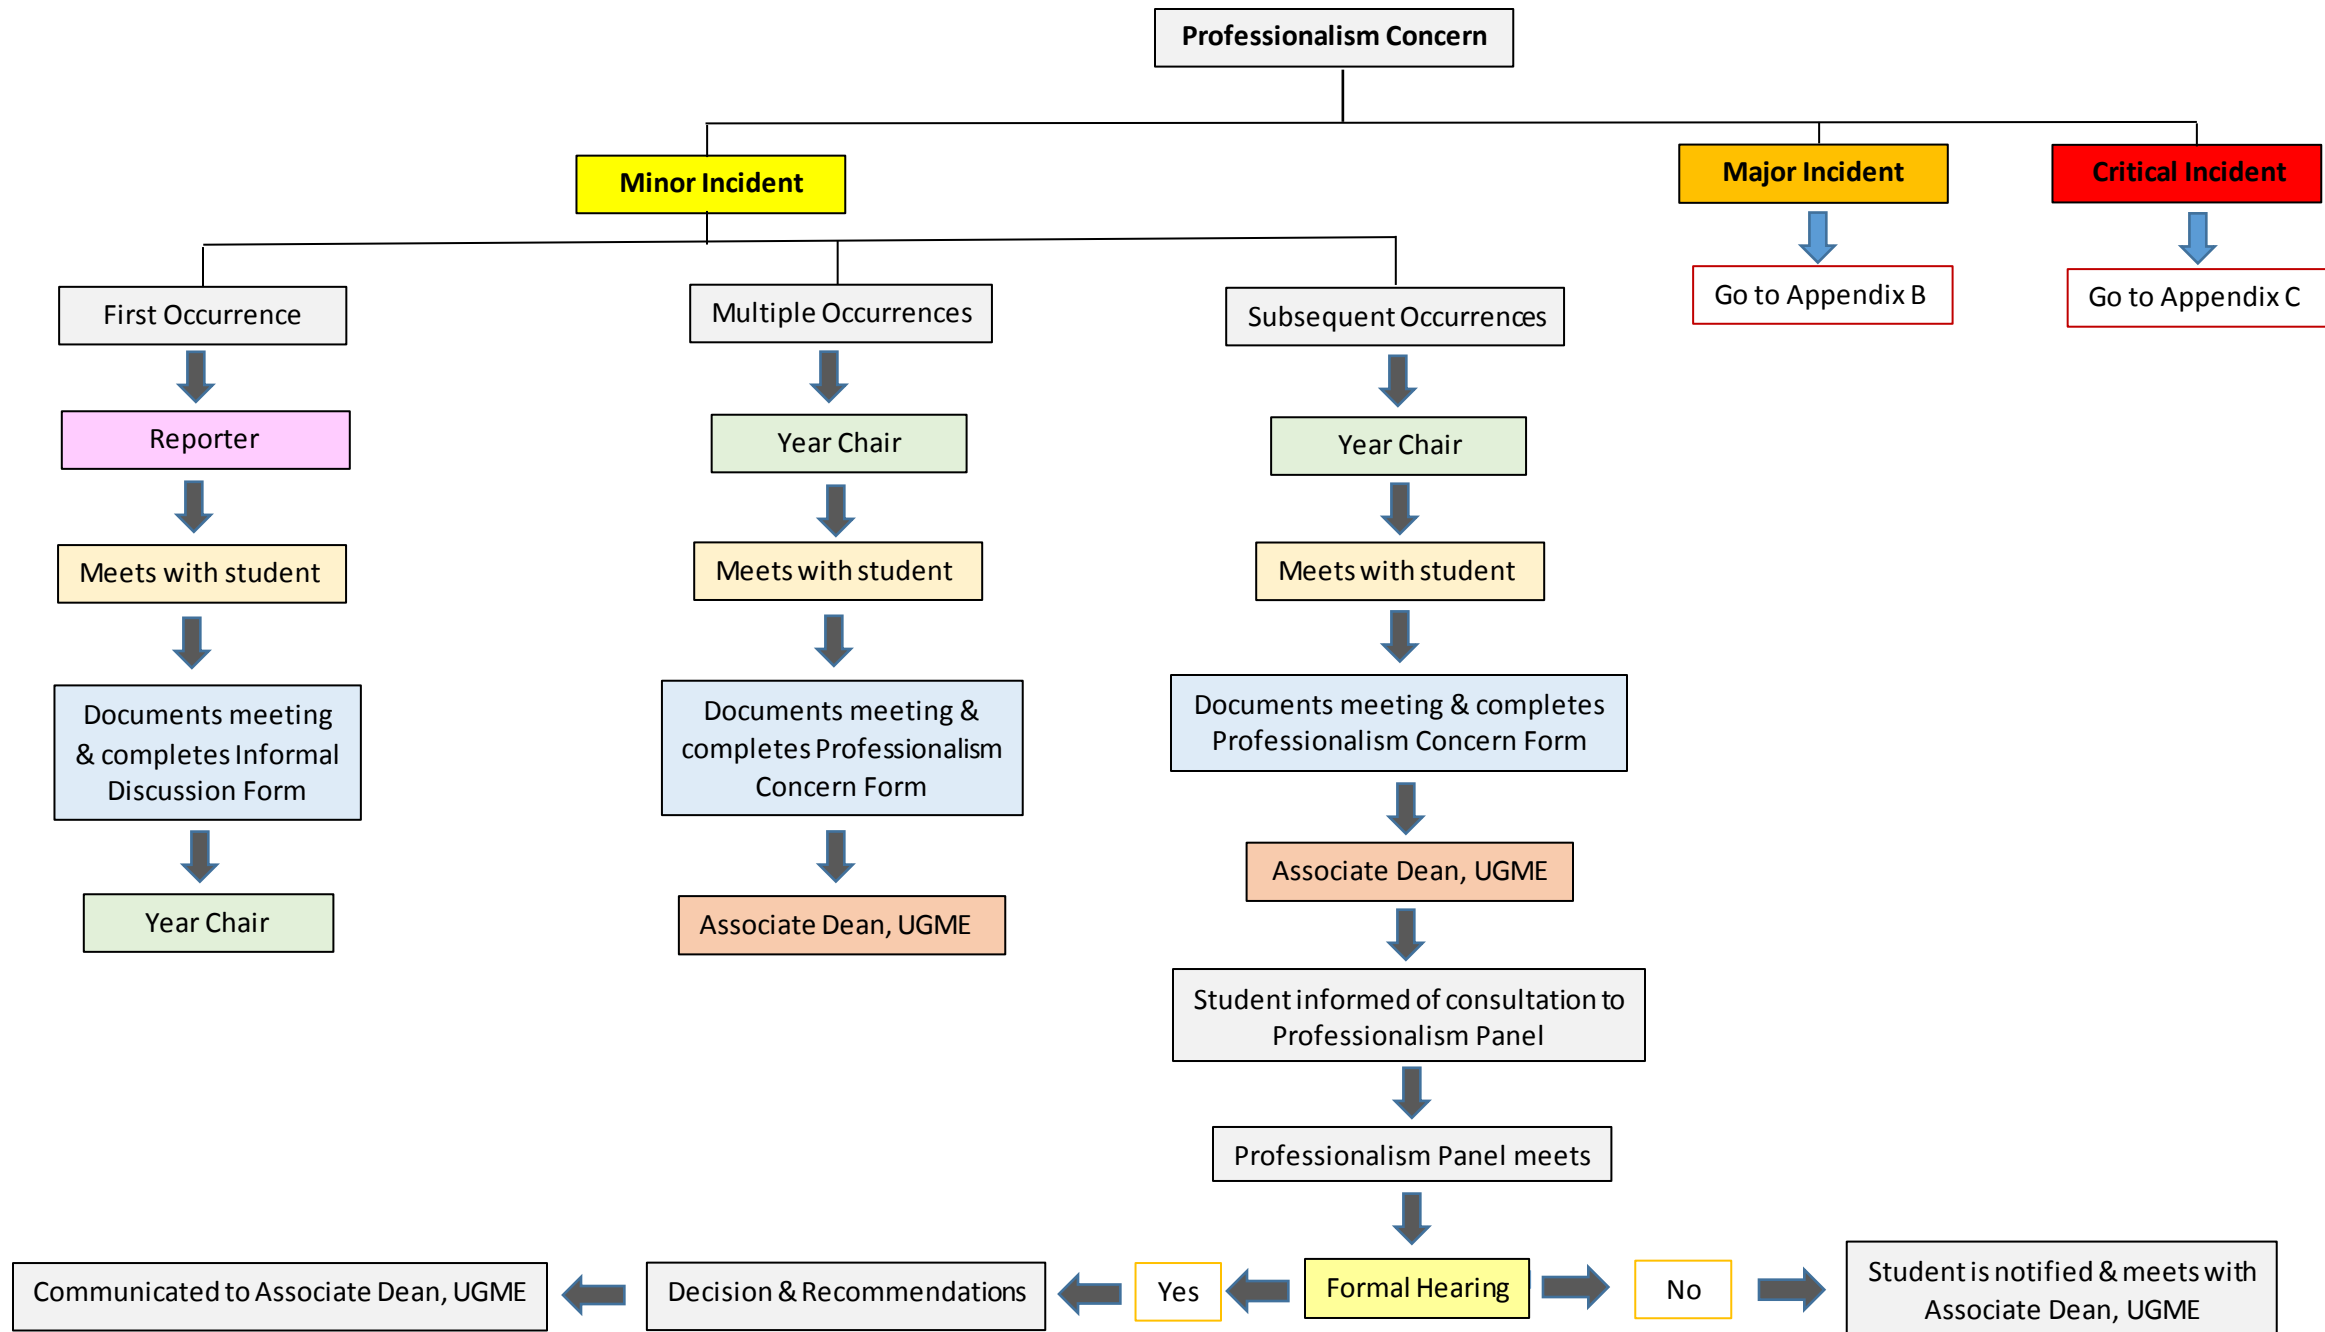 Professionalism Concern
Minor Incident
Major Incident
Critical Incident
Go to Appendix B
Go to Appendix C
First Occurrence
Multiple Occurrences
Subsequent Occurrences
Reporter
Year Chair
Year Chair
Meets with student
Meets with student
Meets with student
Documents meeting
& completes Informal
Discussion Form
Documents meeting &
completes Professionalism
Concern Form
Documents meeting & completes
Professionalism Concern Form
Year Chair
Associate Dean, UGME
Associate Dean, UGME
Student informed of consultation to
Professionalism Panel
Professionalism Panel meets
Communicated to Associate Dean, UGME
Decision & Recommendations
Yes
Formal Hearing
No
Student is notified & meets with
Associate Dean, UGME